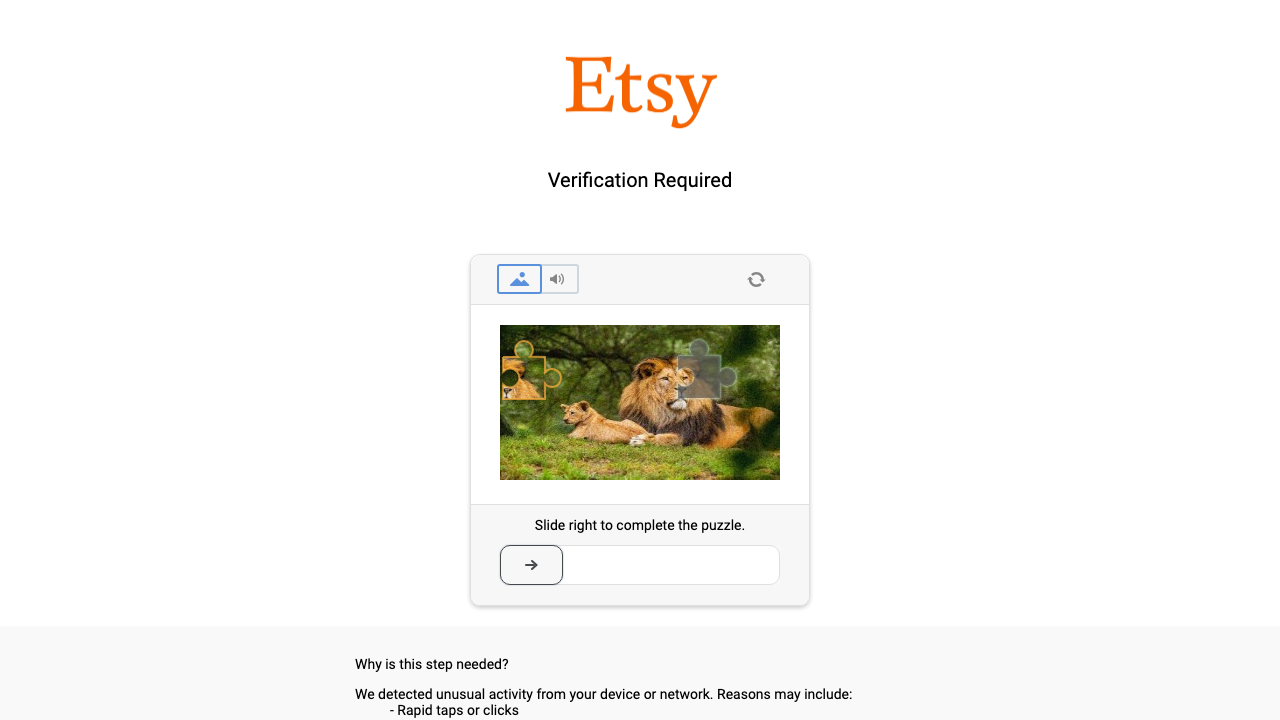 Etsy
Verification Required
Slide right to complete the puzzle.
Why is this step needed?
We detected unusual activity from your device or network. Reasons may include:
- Rapid taps or clicks